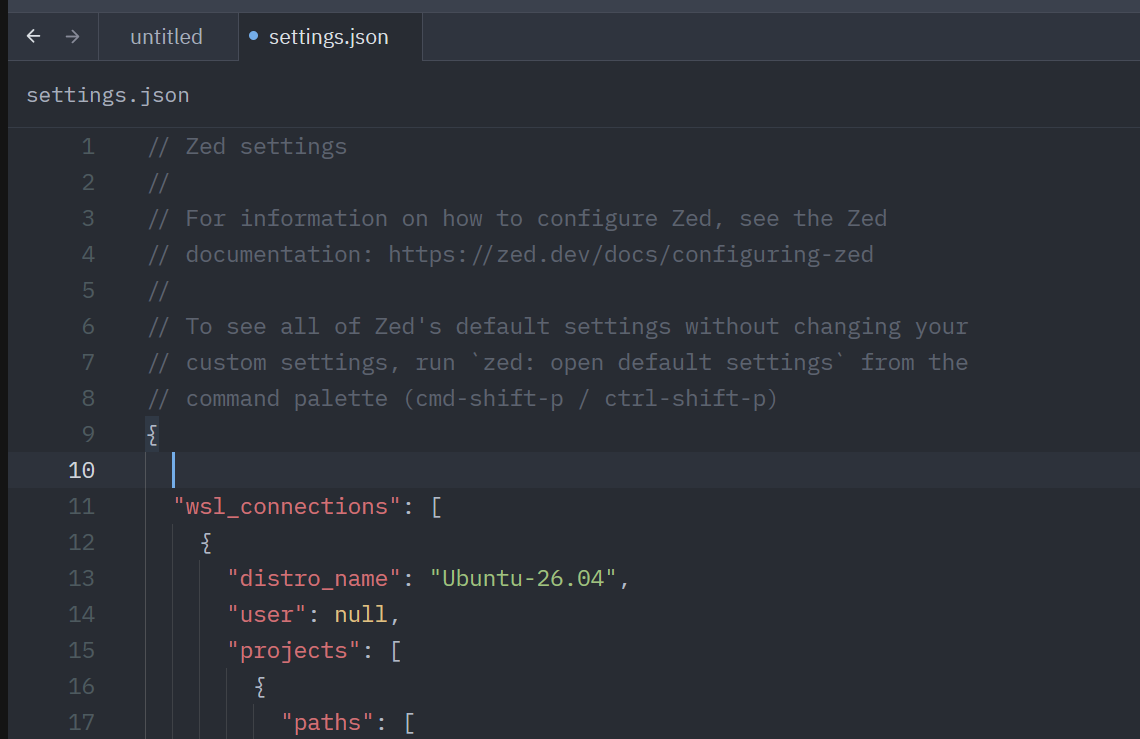 untitled
settings.json
settings.json
1 // Zed settings
2 //
3 // For information on how to configure Zed, see the Zed
4 // documentation: https://zed.dev/docs/configuring-zed
5 //
6 // To see all of Zed's default settings without changing your
7 // custom settings, run `zed: open default settings` from the
8 // command palette (cmd-shift-p / ctrl-shift-p)
9 {
10
11 "wsl_connections": [
12 {
13 "distro_name": "Ubuntu-26.04",
14 "user": null,
15 "projects": [
16 {
17 "paths": [